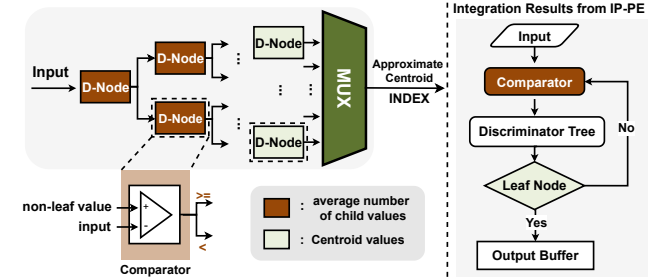 Input
D-Node
D-Node
D-Node
D-Node
D-Node
MUX
Approximate
Centroid
INDEX
non-leaf value
input
+
-
>=
<
Comparator
: average number
of child values
: Centroid values
Integration Results from IP-PE
Input
Comparator
Discriminator Tree
No
Leaf Node
Yes
Output Buffer